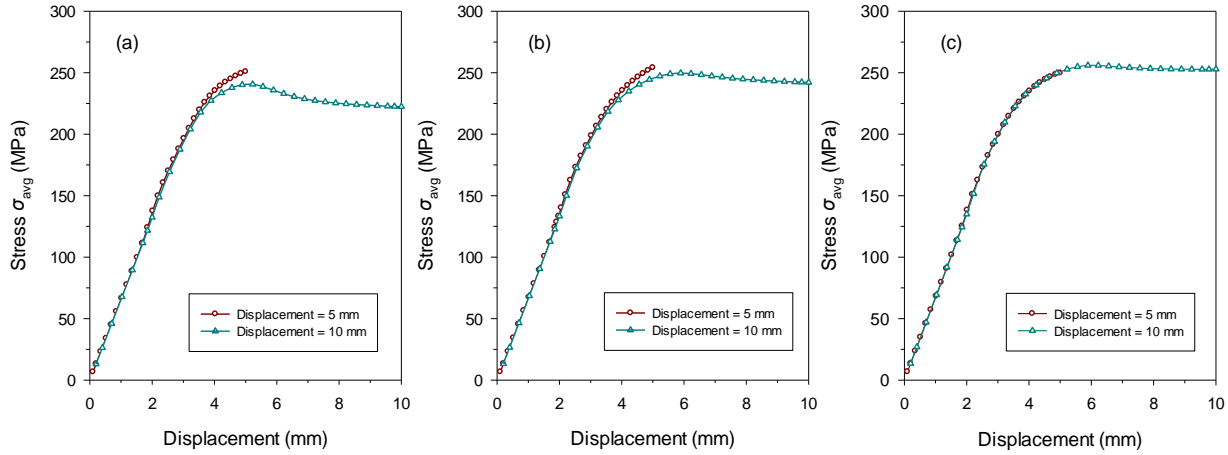 (a)
Stress σavg (MPa)
300
250
200
150
100
50
0
Displacement = 5 mm
Displacement = 10 mm
0 2 4 6 8 10
Displacement (mm)
(b)
Stress σavg (MPa)
300
250
200
150
100
50
0
Displacement = 5 mm
Displacement = 10 mm
0 2 4 6 8 10
Displacement (mm)
(c)
Stress σavg (MPa)
300
250
200
150
100
50
0
Displacement = 5 mm
Displacement = 10 mm
0 2 4 6 8 10
Displacement (mm)